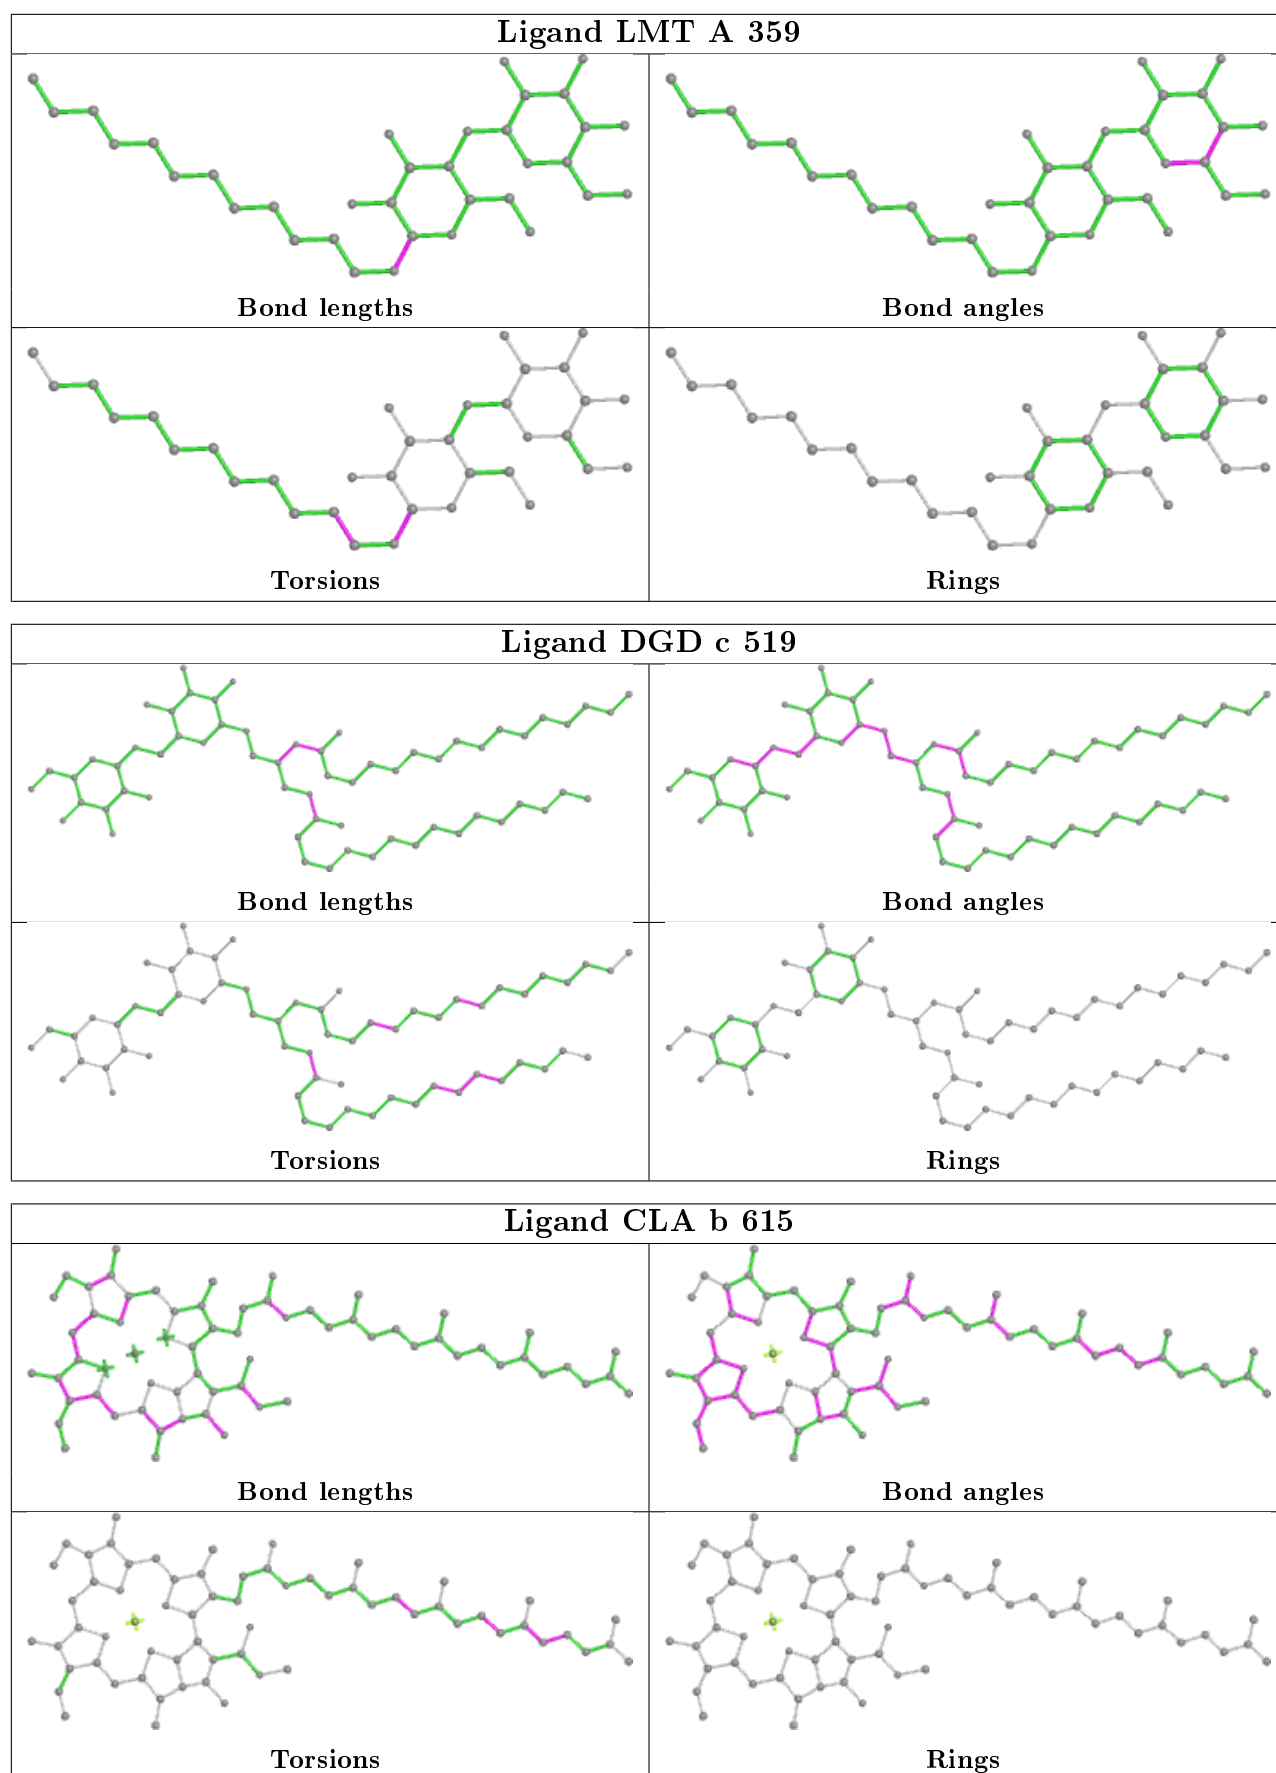 Ligand LMT A 359
Bond lengths
Bond angles
Torsions
Rings
Ligand DGD c 519
Bond lengths
Bond angles
Torsions
Rings
Ligand CLA b 615
Bond lengths
Bond angles
Torsions
Rings